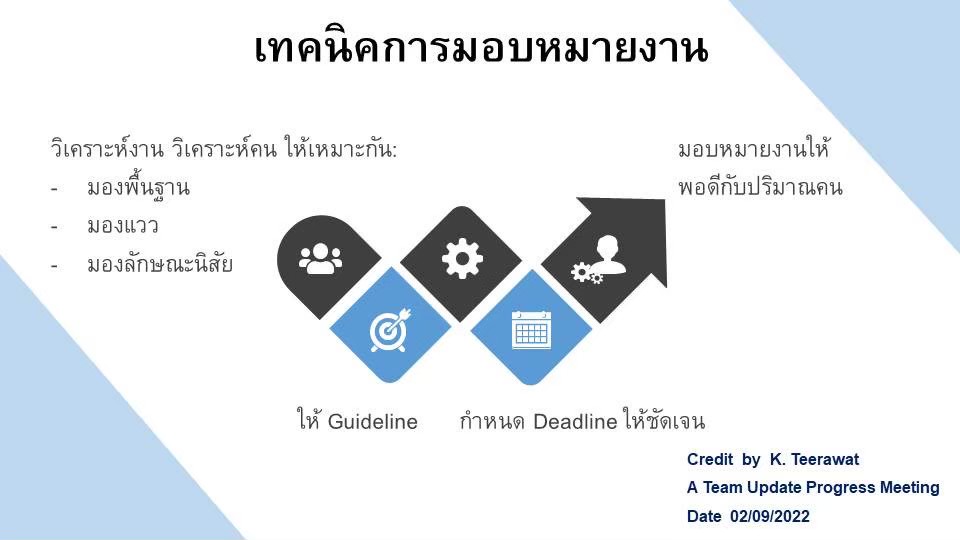 เทคนิคการมอบหมายงาน
วิเคราะห์งาน วิเคราะห์คน ให้เหมาะกัน:
- มองพื้นฐาน
- มองแวว
- มองลักษณะนิสัย
มอบหมายงานให้
พอดีกับปริมาณคน
ให้ Guideline
กำหนด Deadline ให้ชัดเจน
Credit by K. Teerawat
A Team Update Progress Meeting
Date 02/09/2022